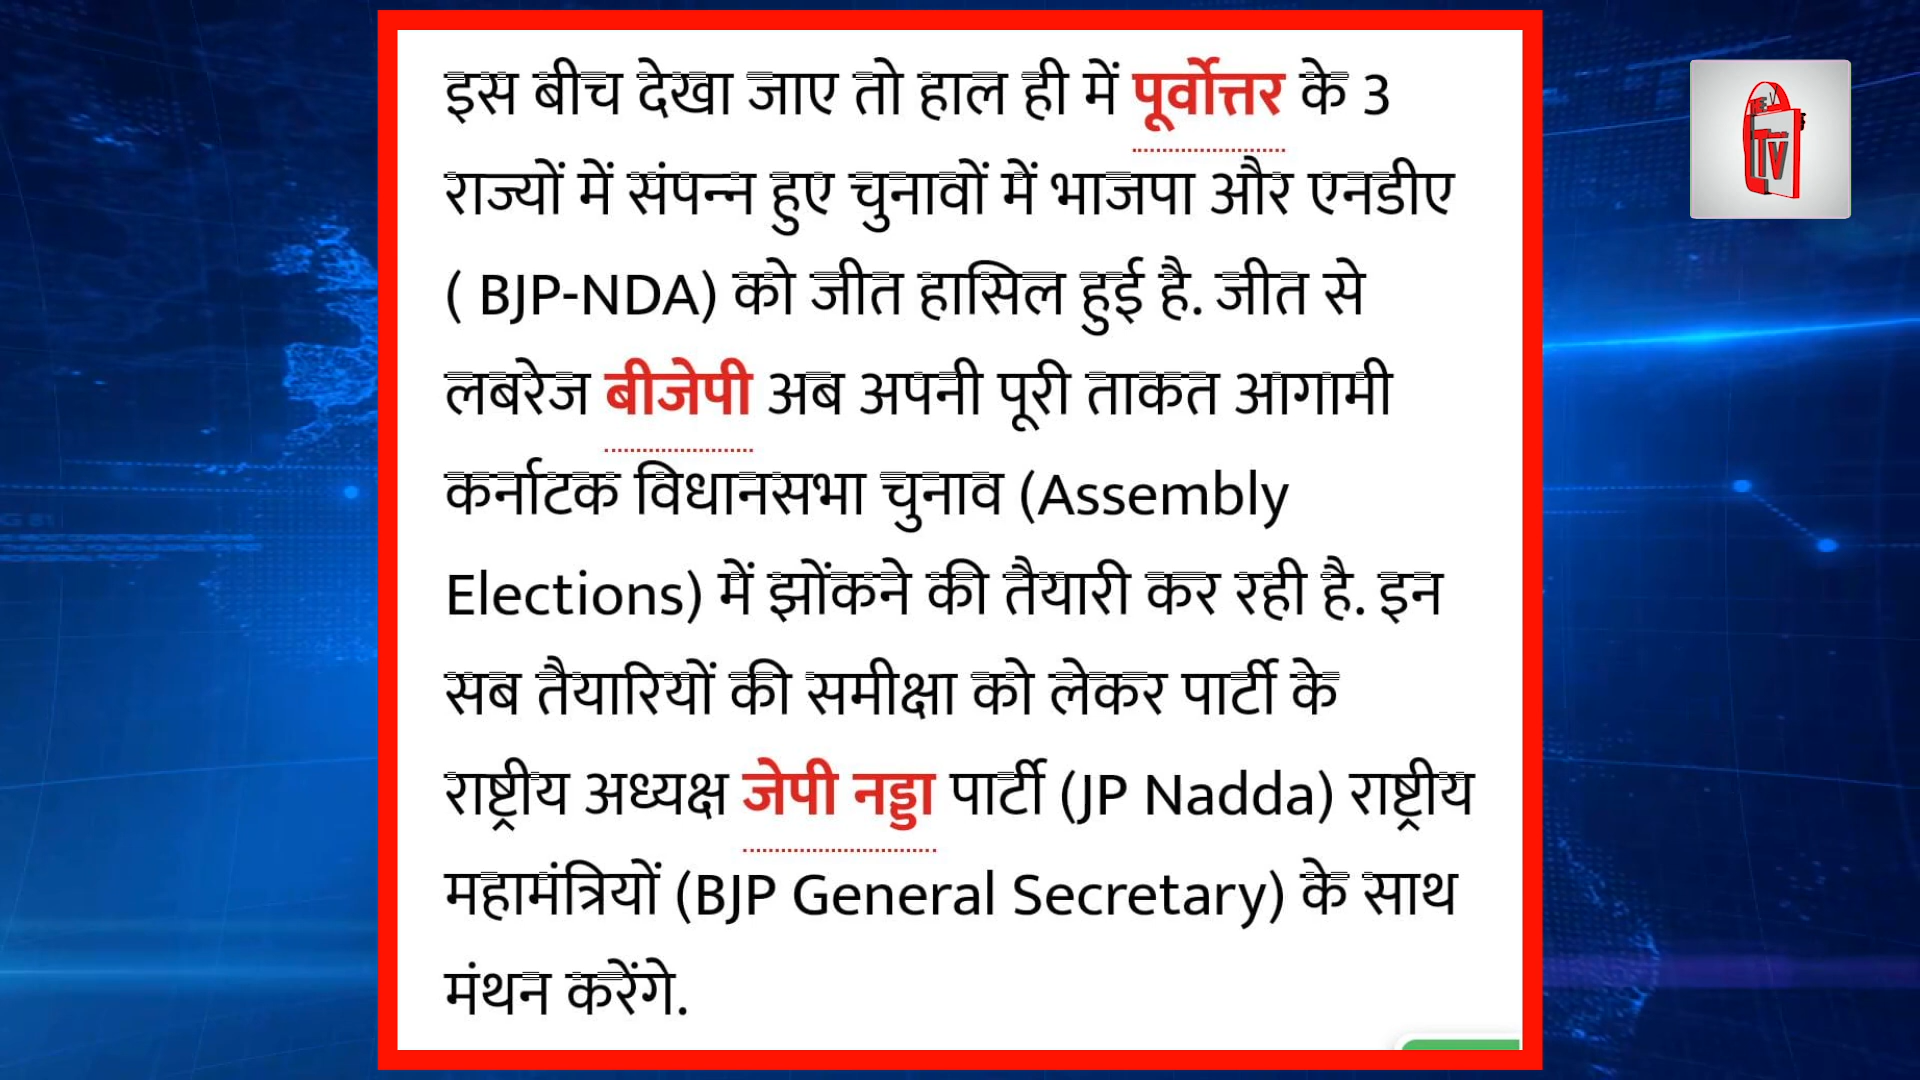 इस बीच देखा जाए तो हाल ही में पूर्वोत्तर के 3
राज्यों में संपन्न हुए चुनावों में भाजपा और एनडीए
( BJP-NDA) को जीत हासिल हुई है. जीत से
लबरेज बीजेपी अब अपनी पूरी ताकत आगामी
कर्नाटक विधानसभा चुनाव (Assembly
Elections) में झोंकने की तैयारी कर रही है. इन
सब तैयारियों की समीक्षा को लेकर पार्टी के
राष्ट्रीय अध्यक्ष जेपी नड्डा पार्टी (JP Nadda) राष्ट्रीय
महामंत्रियों (BJP General Secretary) के साथ
मंथन करेंगे.
TV